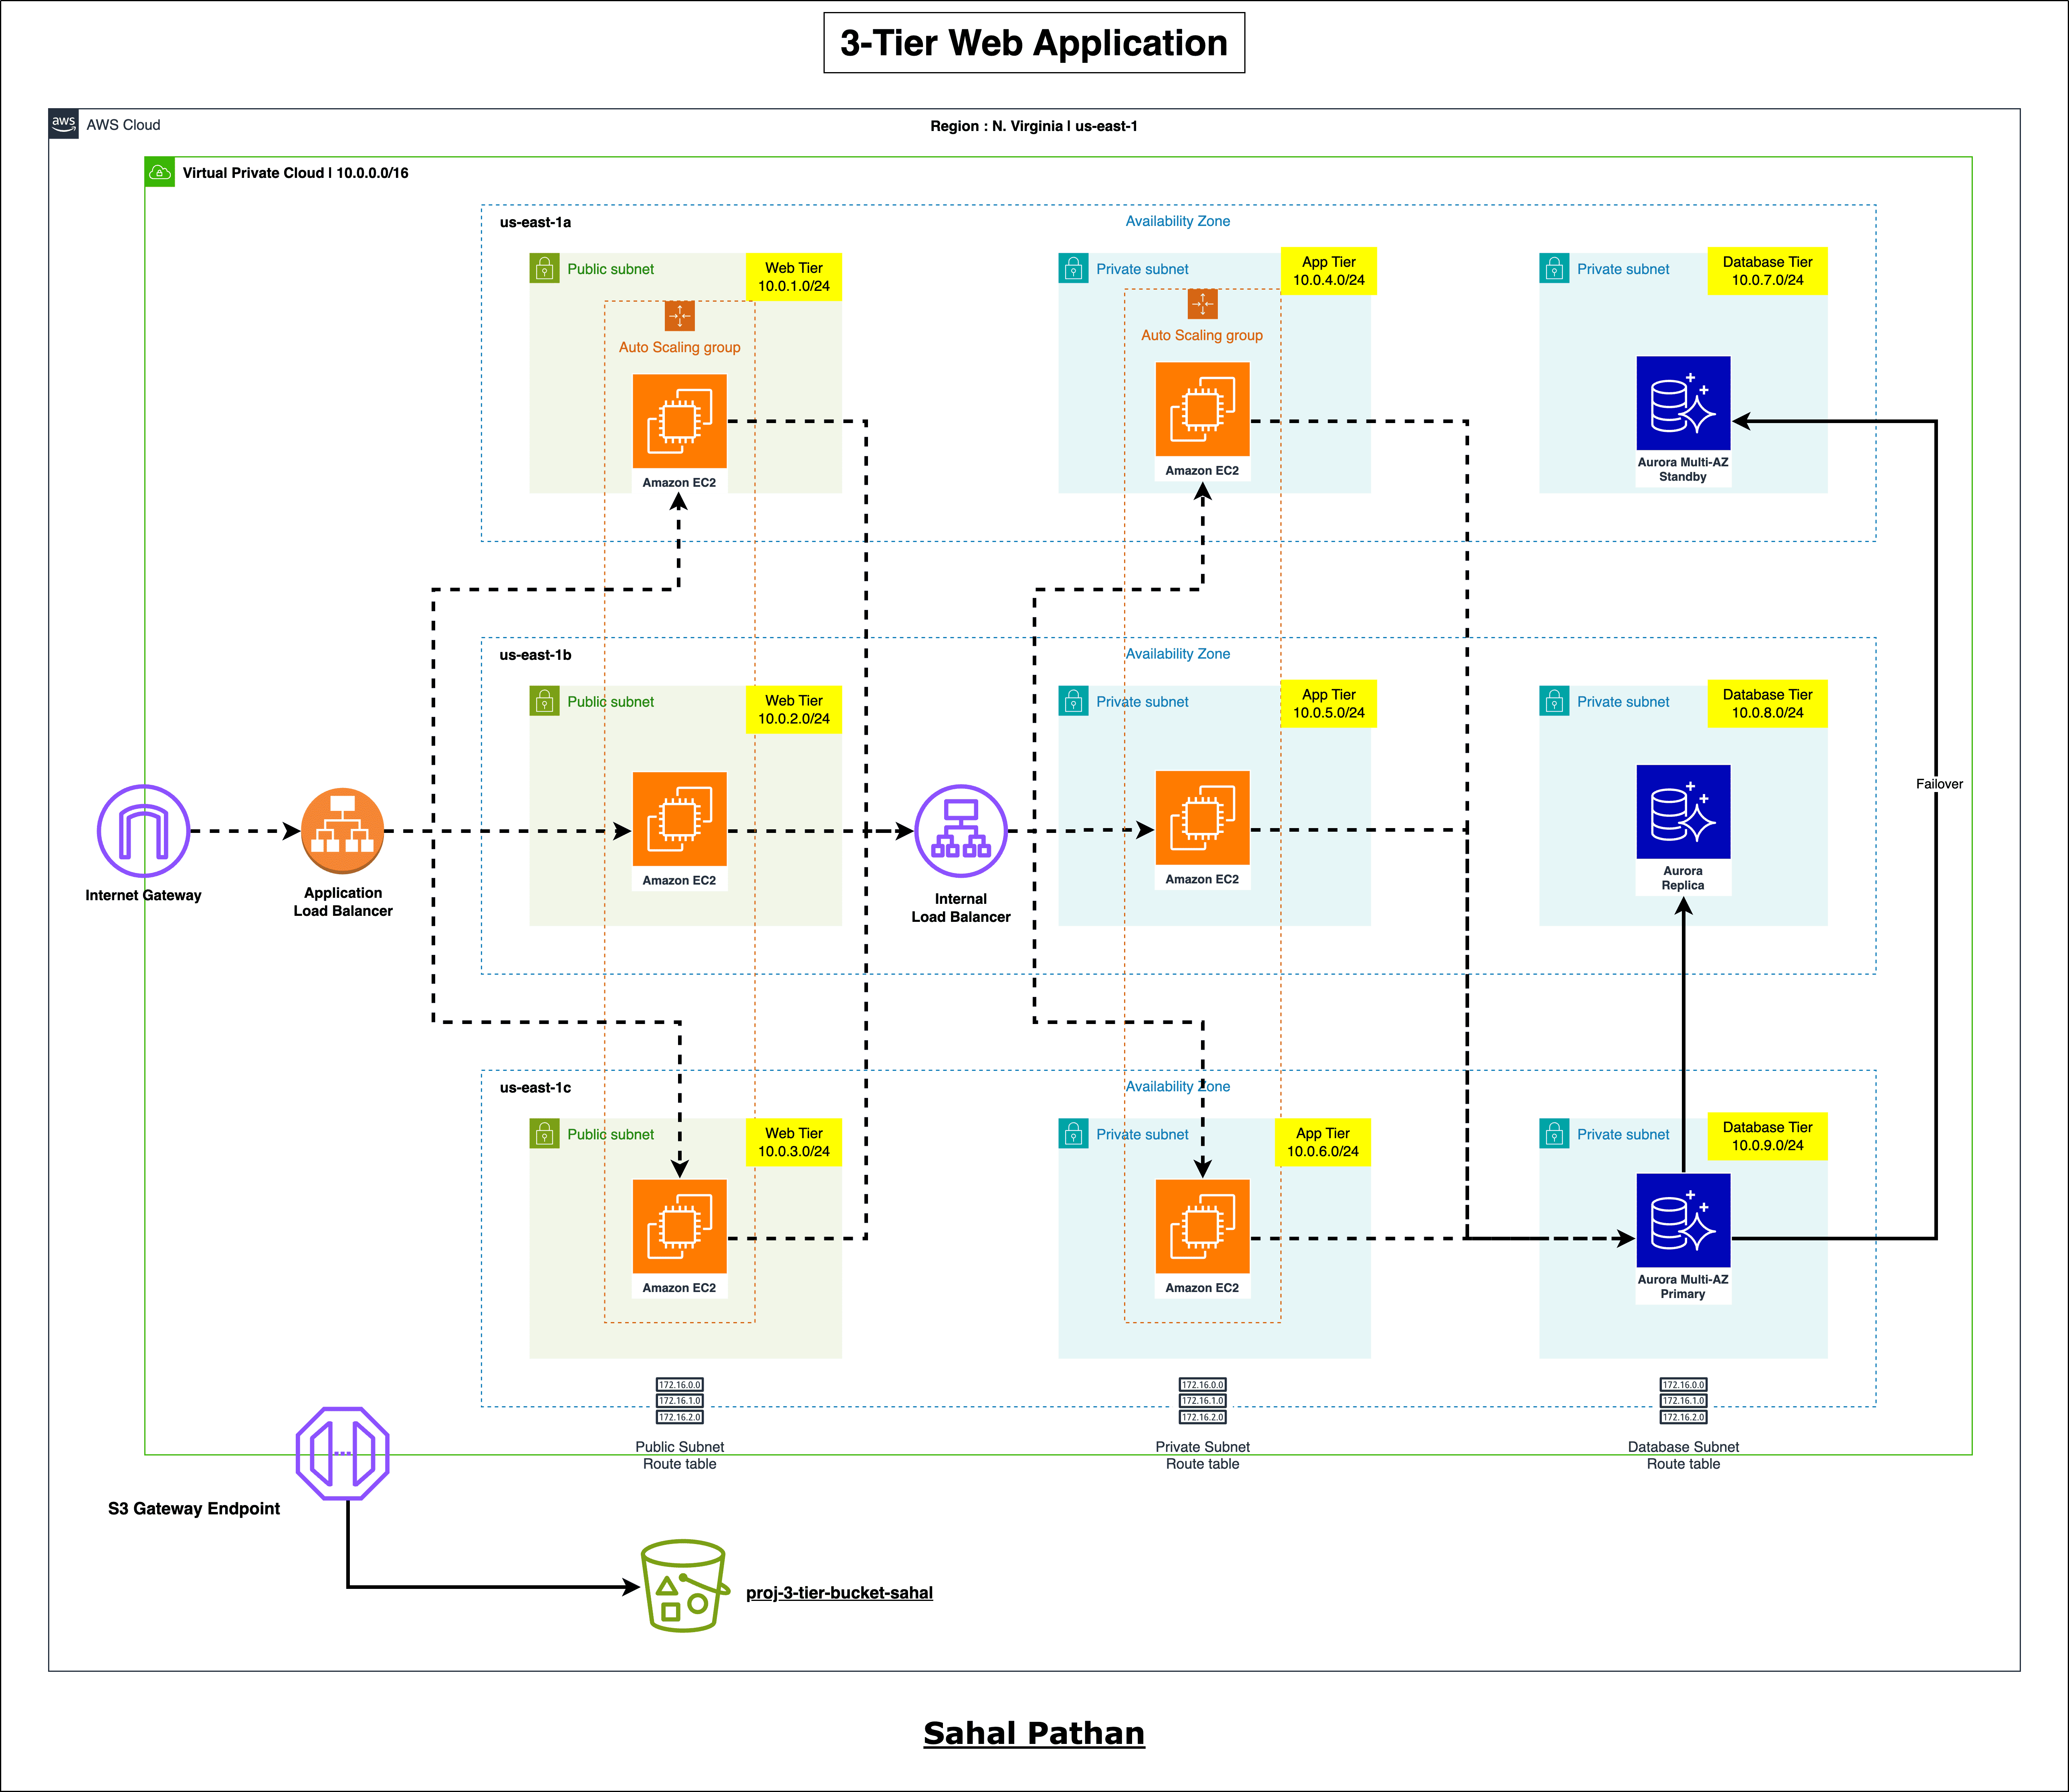 3-Tier Web Application
aws
AWS Cloud
Region : N. Virginia | us-east-1
Virtual Private Cloud | 10.0.0.0/16
us-east-1a
Availability Zone
Public subnet
Web Tier
10.0.1.0/24
Auto Scaling group
Amazon EC2
Private subnet
App Tier
10.0.4.0/24
Auto Scaling group
Amazon EC2
Private subnet
Database Tier
10.0.7.0/24
Aurora Multi-AZ
Standby
us-east-1b
Availability Zone
Public subnet
Web Tier
10.0.2.0/24
Amazon EC2
Private subnet
App Tier
10.0.5.0/24
Amazon EC2
Private subnet
Database Tier
10.0.8.0/24
Aurora
Replica
Failover
Internet Gateway
Application
Load Balancer
Internal
Load Balancer
us-east-1c
Availability Zone
Public subnet
Web Tier
10.0.3.0/24
Amazon EC2
Private subnet
App Tier
10.0.6.0/24
Amazon EC2
Private subnet
Database Tier
10.0.9.0/24
Aurora Multi-AZ
Primary
172.16.0.0
172.16.1.0
172.16.2.0
Public Subnet
Route table
172.16.0.0
172.16.1.0
172.16.2.0
Private Subnet
Route table
172.16.0.0
172.16.1.0
172.16.2.0
Database Subnet
Route table
S3 Gateway Endpoint
proj-3-tier-bucket-sahal
Sahal Pathan